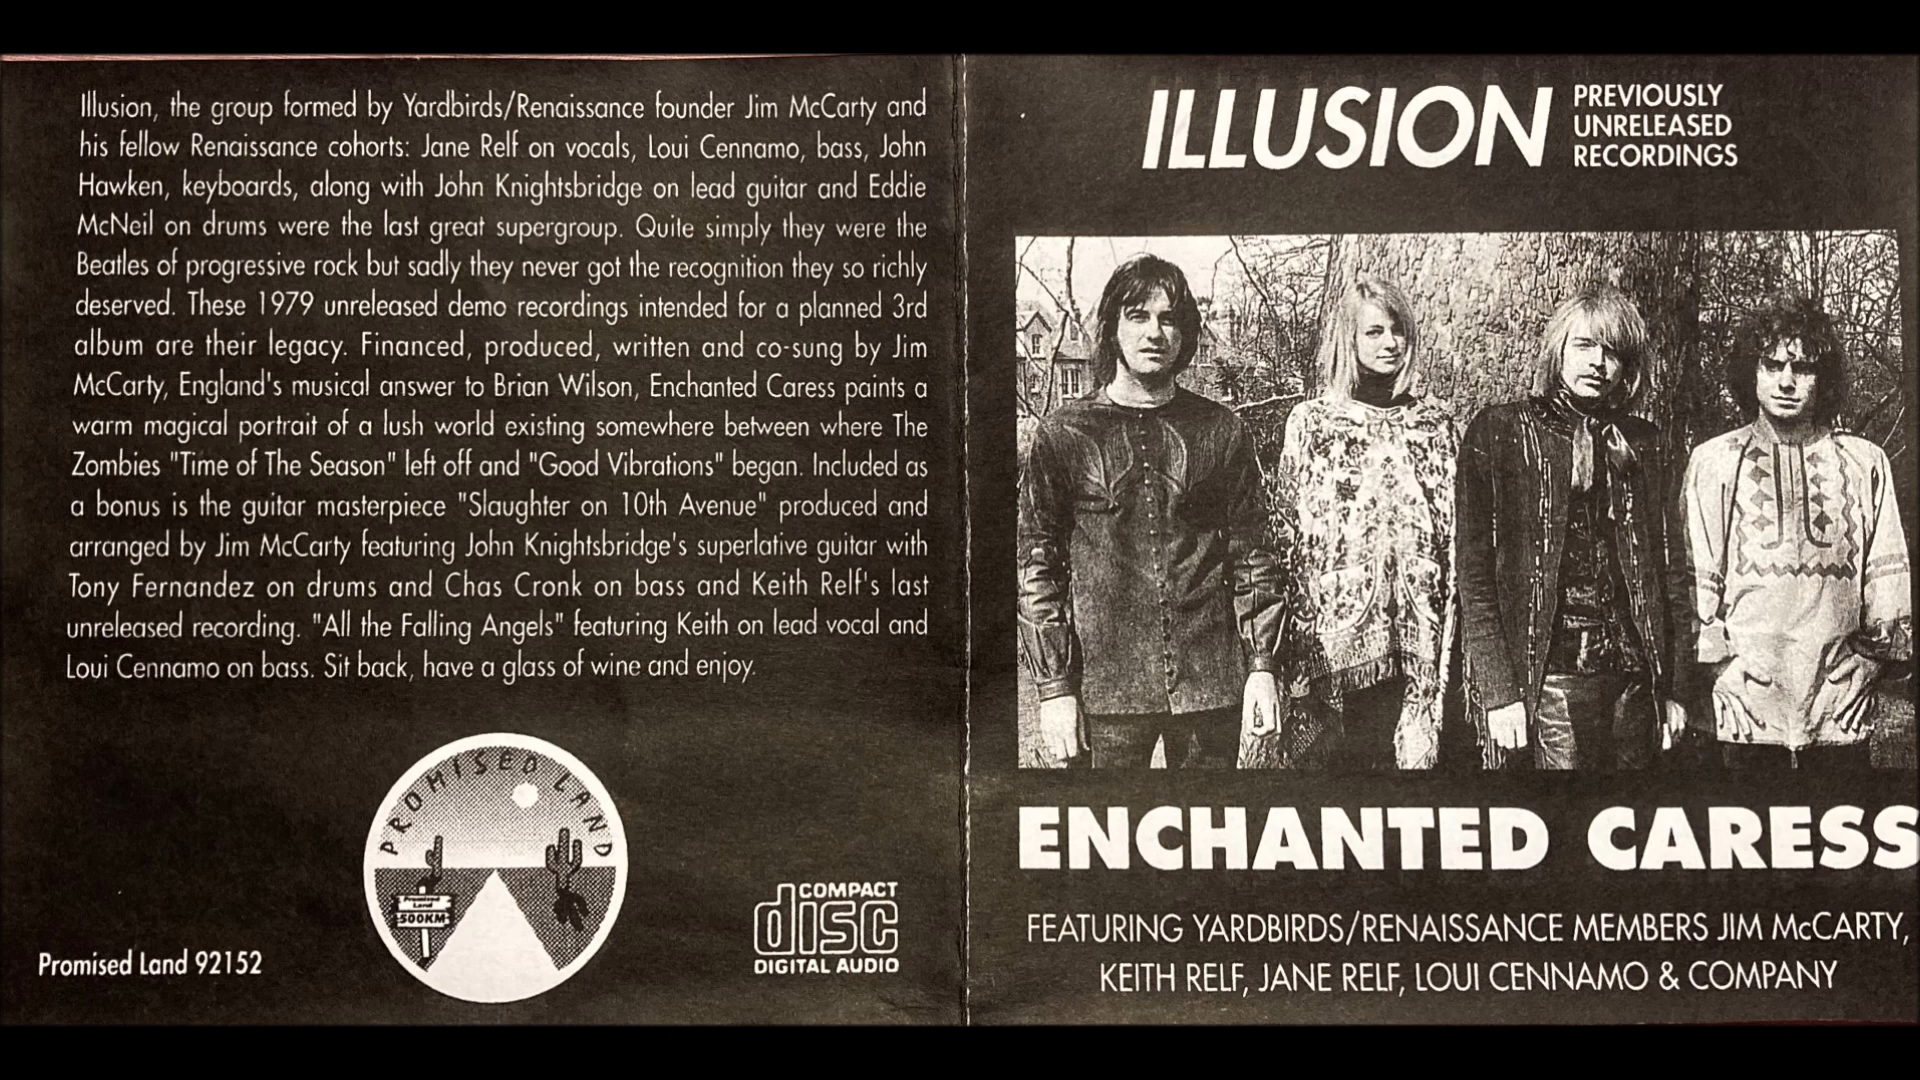 Illusion, the group formed by Yardbirds/Renaissance founder Jim McCarty and
his fellow Renaissance cohorts: Jane Relf on vocals, Loui Cennamo, bass, John
Hawken, keyboards, along with John Knightsbridge on lead guitar and Eddie
McNeil on drums were the last great supergroup. Quite simply they were the
Beatles of progressive rock but sadly they never got the recognition they so richly
deserved. These 1979 unreleased demo recordings intended for a planned 3rd
album are their legacy. Financed, produced, written and co-sung by Jim
McCarty, England's musical answer to Brian Wilson, Enchanted Caress paints a
warm magical portrait of a lush world existing somewhere between where The
Zombies "Time of The Season" left off and "Good Vibrations" began. Included as
a bonus is the guitar masterpiece "Slaughter on 10th Avenue" produced and
arranged by Jim McCarty featuring John Knightsbridge's superlative guitar with
Tony Fernandez on drums and Chas Cronk on bass and Keith Relf's last
unreleased recording. "All the Falling Angels" featuring Keith on lead vocal and
Loui Cennamo on bass. Sit back, have a glass of wine and enjoy.
PROMISED LAND
Promised
Land
500KM
COMPACT
disc
DIGITAL AUDIO
Promised Land 92152
ILLUSION
PREVIOUSLY
UNRELEASED
RECORDINGS
ENCHANTED CARESS
FEATURING YARDBIRDS/RENAISSANCE MEMBERS JIM McCARTY,
KEITH RELF, JANE RELF, LOUI CENNAMO & COMPANY